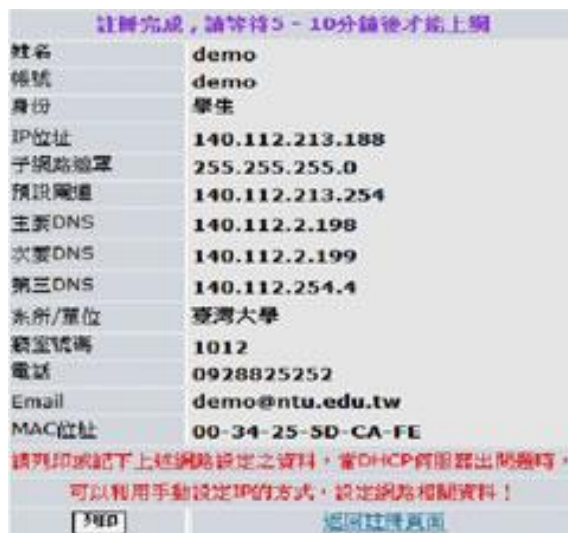 註冊完成，請等待5 - 10分鐘後才能上網
姓名 demo
帳號 demo
身份 學生
IP位址 140.112.213.188
子網路遮罩 255.255.255.0
預設閘道 140.112.213.254
主要DNS 140.112.2.198
次要DNS 140.112.2.199
第三DNS 140.112.254.4
系所/單位 臺灣大學
寢室號碼 1012
電話 0928825252
Email demo@ntu.edu.tw
MAC位址 00-34-25-5D-CA-FE
請列印或記下上述網路設定之資料，當DHCP伺服器出問題時，
可以利用手動設定IP的方式，設定網路相關資料！
列印 返回註冊頁面